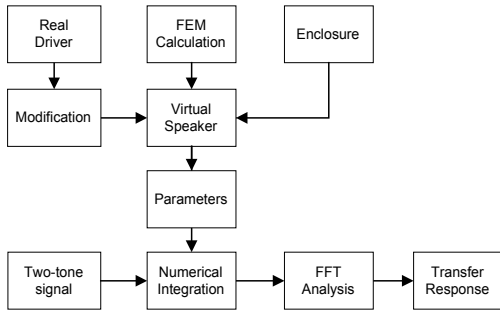 Real
Driver
FEM
Calculation
Enclosure
Modification
Virtual
Speaker
Parameters
Two-tone
signal
Numerical
Integration
FFT
Analysis
Transfer
Response